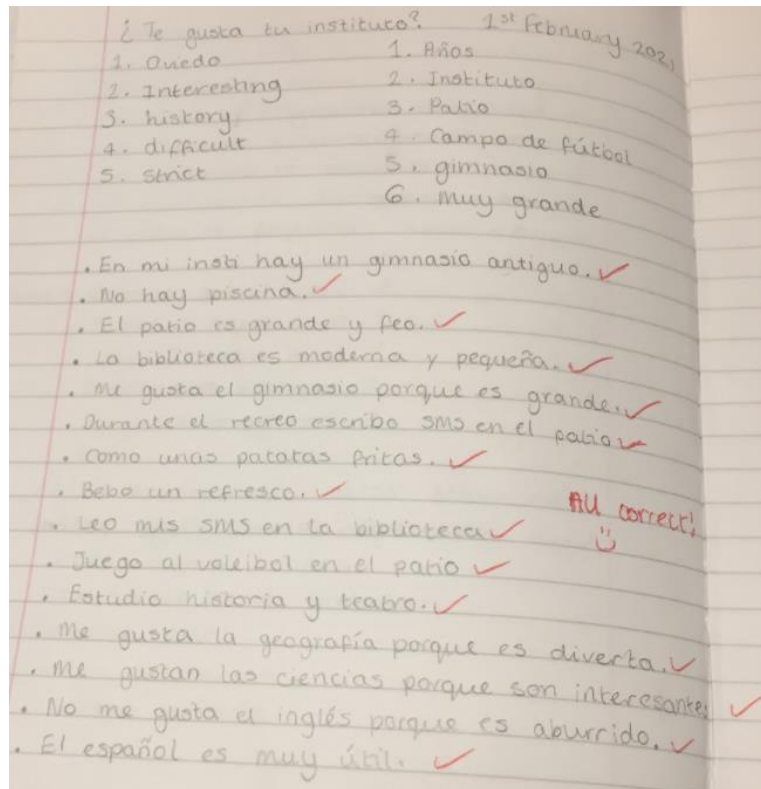 ¿Te gusta tu instituto? 1st February 2021
1. Oviedo 1. Años
2. Interesting 2. Instituto
3. history 3. Patio
4. difficult 4. Campo de fútbol
5. strict 5. gimnasio
6. muy grande
. En mi insti hay un gimnasio antiguo. ✓
. No hay piscina. ✓
. El patio es grande y feo. ✓
. La biblioteca es moderna y pequeña. ✓
. Me gusta el gimnasio porque es grande. ✓
. Durante el recreo escribo SMS en el patio ✓
. Como unas patatas fritas. ✓
. Bebo un refresco. ✓
All correct!
. Leo mis SMS en la biblioteca ✓
. Juego al voleibol en el patio ✓
. Estudio historia y teatro. ✓
. Me gusta la geografía porque es diverta. ✓
. Me gustan las ciencias porque son interesantes ✓
. No me gusta el inglés porque es aburrido. ✓
. El español es muy útil. ✓